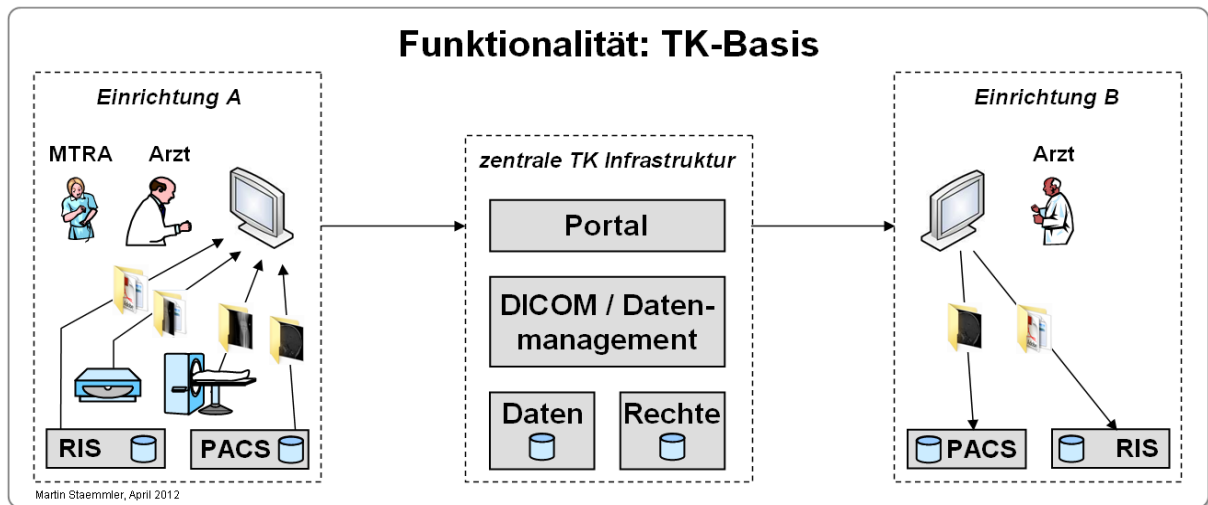 Funktionalität: TK-Basis
Einrichtung A
MTRA Arzt
RIS
PACS
zentrale TK Infrastruktur
Portal
DICOM / Daten-
management
Daten
Rechte
Einrichtung B
Arzt
PACS
RIS
Martin Staemmler, April 2012